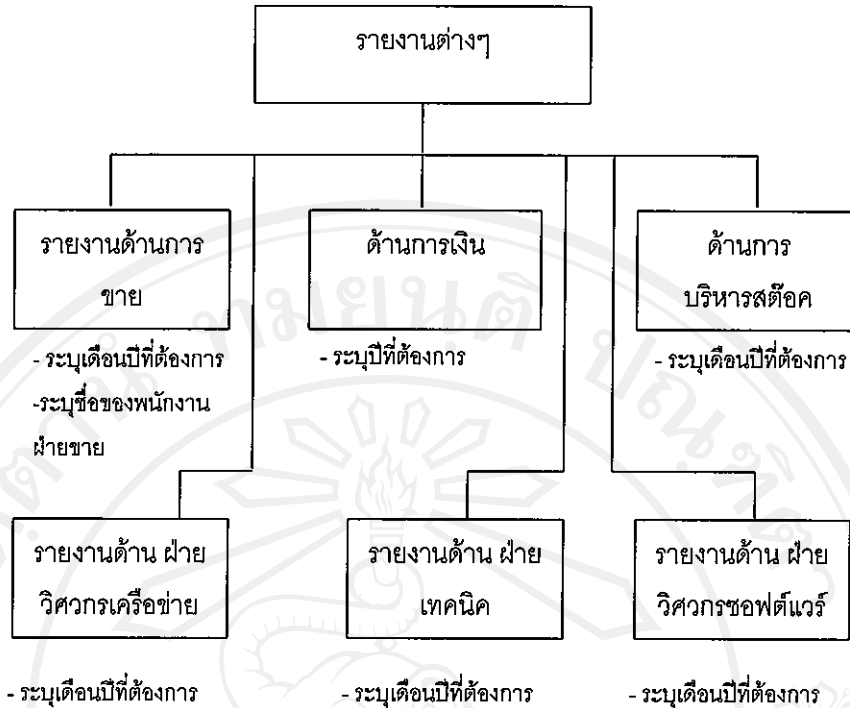 รายงานต่างๆ
รายงานด้านการ
ขาย
ด้านการเงิน
ด้านการ
บริหารสต๊อค
- ระบุเดือนปีที่ต้องการ
-ระบุชื่อของพนักงาน
ฝ่ายขาย
- ระบุปีที่ต้องการ
- ระบุเดือนปีที่ต้องการ
รายงานด้าน ฝ่าย
วิศวกรเครือข่าย
รายงานด้าน ฝ่าย
เทคนิค
รายงานด้าน ฝ่าย
วิศวกรซอฟต์แวร์
- ระบุเดือนปีที่ต้องการ
- ระบุเดือนปีที่ต้องการ
- ระบุเดือนปีที่ต้องการ